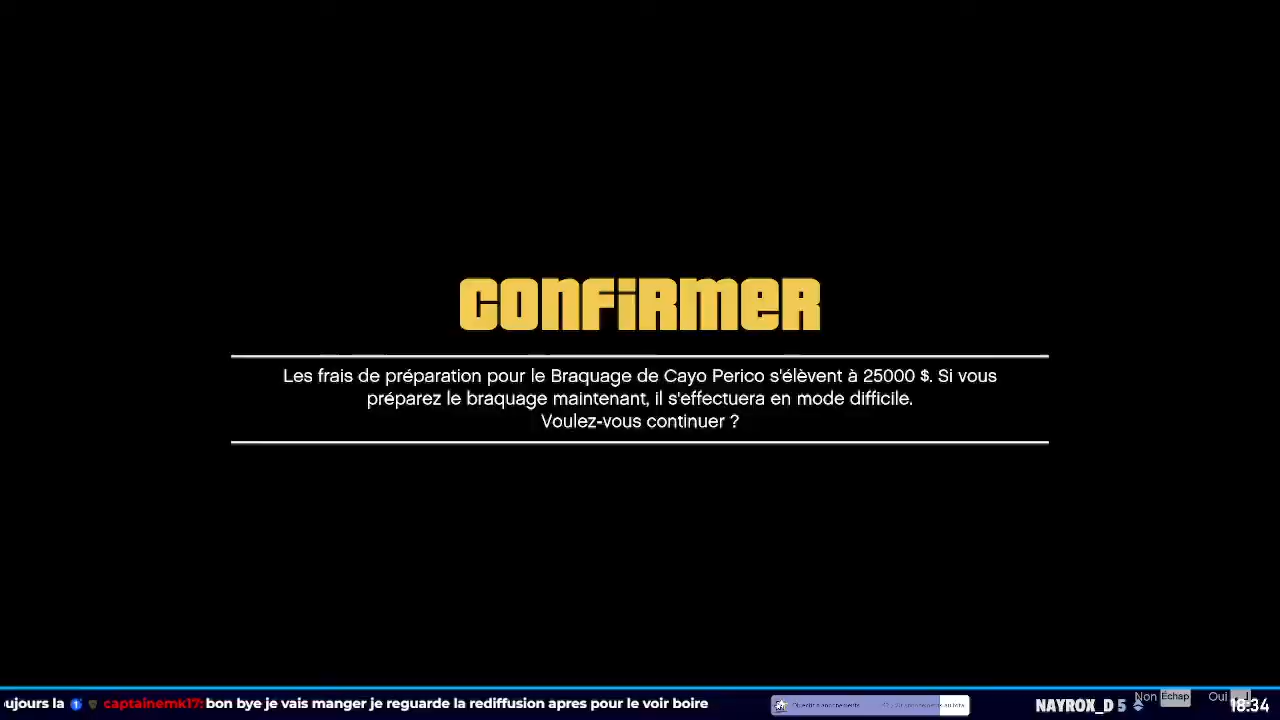 CONFIRMER
Les frais de préparation pour le Braquage de Cayo Perico s'élèvent à 25000 $. Si vous
préparez le braquage maintenant, il s'effectuera en mode difficile.
Voulez-vous continuer ?
Non Échap Oui
ujours la captainemk17: bon bye je vais manger je reguarde la rediffusion apres pour le voir boire
NAYROX_D 5
18:34